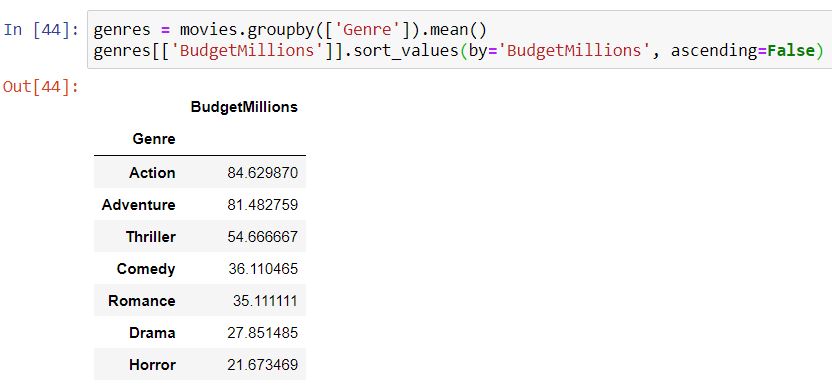 In [44]: genres = movies.groupby(['Genre']).mean()
genres[['BudgetMillions']].sort_values(by='BudgetMillions', ascending=False)
Out[44]:
BudgetMillions
Genre
Action 84.629870
Adventure 81.482759
Thriller 54.666667
Comedy 36.110465
Romance 35.111111
Drama 27.851485
Horror 21.673469